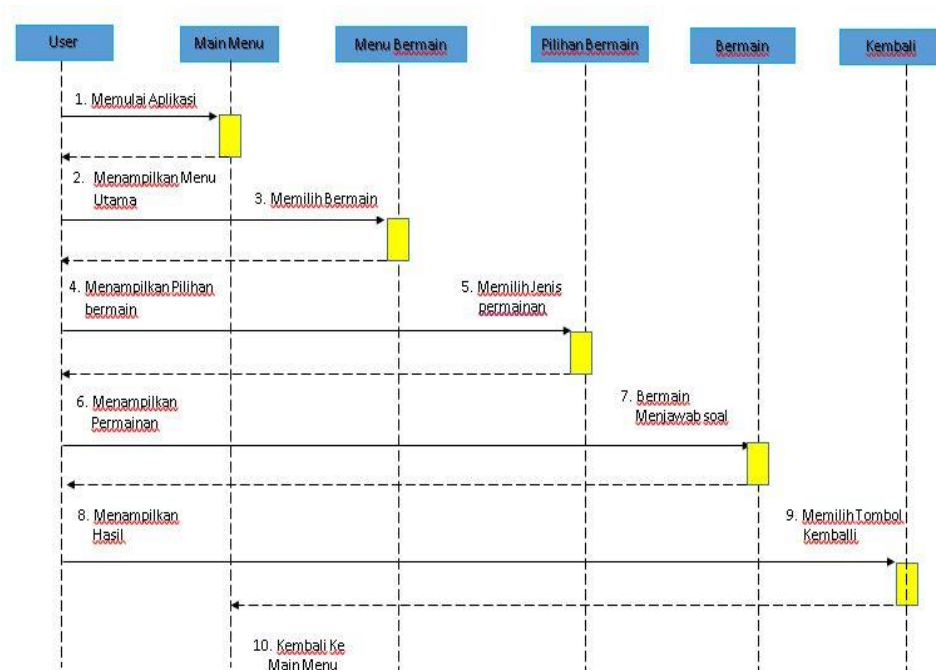 User
Main Menu
Menu Bermain
Pilihan Bermain
Bermain
Kembali
1. Memulai Aplikasi
2. Menampilkan Menu
Utama
3. Memilih Bermain
4. Menampilkan Pilihan
bermain
5. Memilih Jenis
permainan
6. Menampilkan
Permainan
7. Bermain
Menjawab soal
8. Menampilkan
Hasil
9. Memilih Tombol
Kemballi
10. Kembali Ke
Main Menu